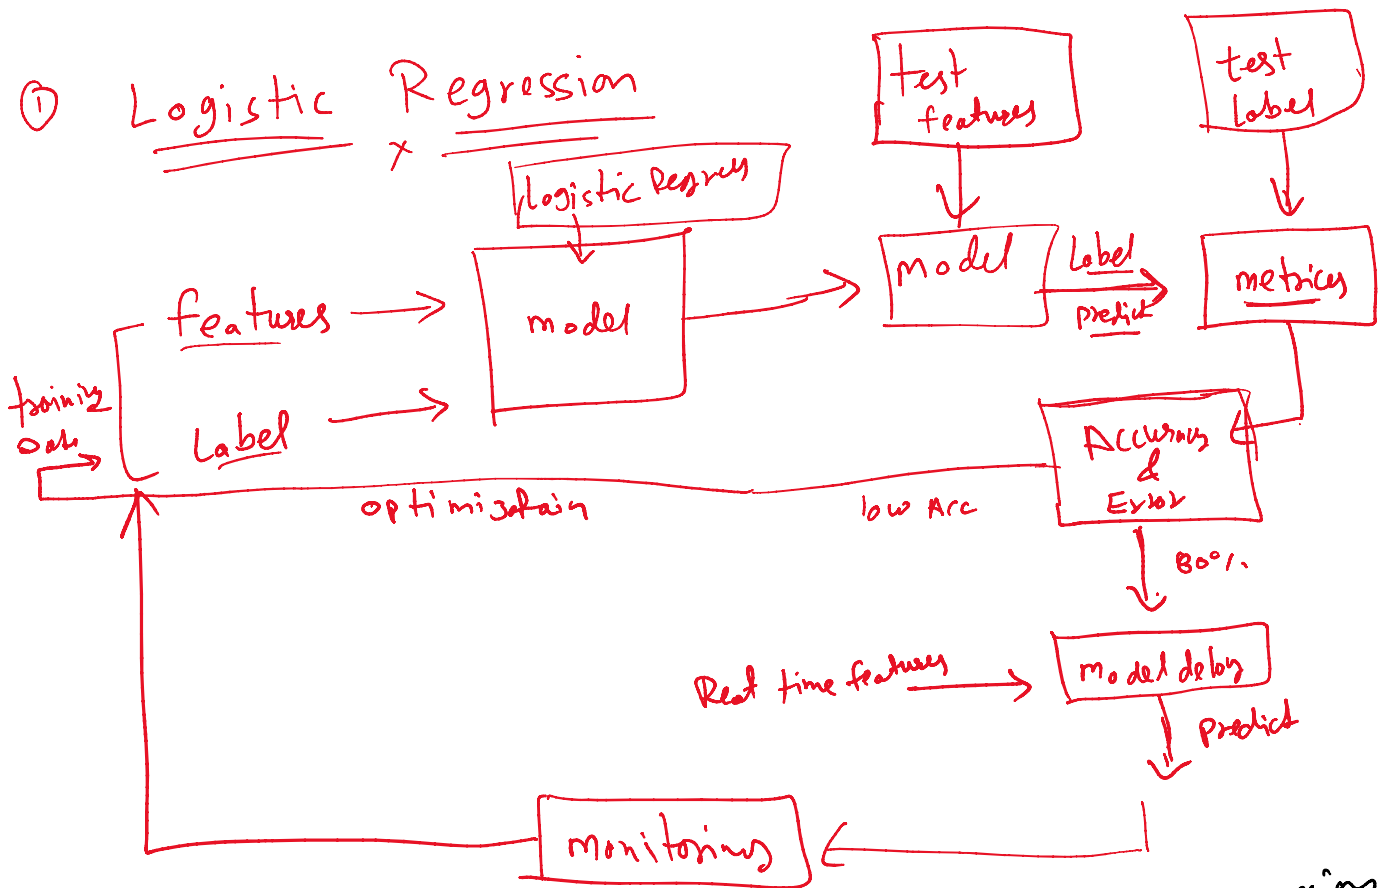 ① Logistic Regression
x
Logistic Regress
test
features
test
Label
features
Label
training
Data
model
model
Label
predict
metrices
Accuracy
&
Error
optimization
low Acc
80%
Real time features
model deploy
predict
monitoring